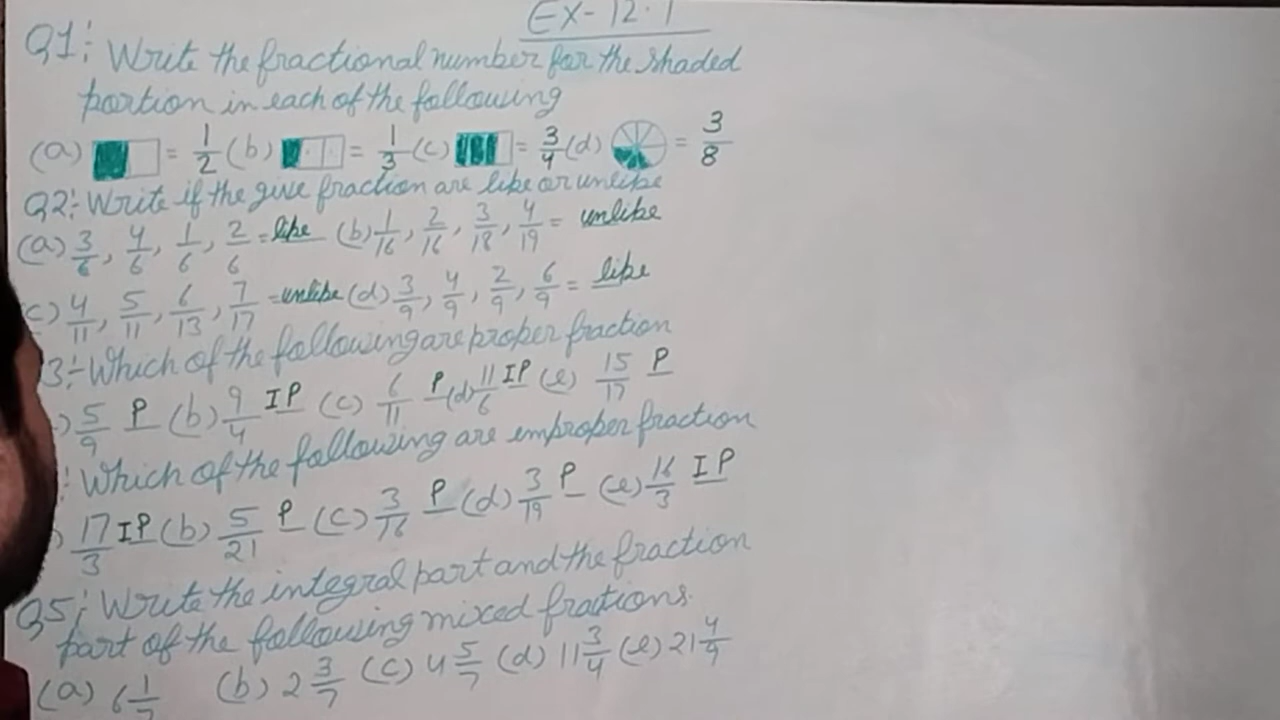 Ex-12.1
Q1: Write the fractional number for the shaded
portion in each of the following
(a) = 1/2 (b) = 1/3 (c) = 3/4 (d) = 3/8
Q2:- Write if the give fraction are like or unlike
(a) 3/6, 4/6, 1/6, 2/6 = like (b) 1/16, 2/16, 3/18, 4/19 = unlike
c) 4/11, 5/11, 6/13, 7/17 = unlike (d) 3/9, 4/9, 2/9, 6/9 = like
3:- Which of the following are proper fraction
) 5/9 P (b) 9/4 IP (c) 6/11 P (d) 11/6 IP (e) 15/17 P
: Which of the following are improper fraction
) 17/3 IP (b) 5/21 P (c) 3/16 P (d) 3/19 P (e) 16/3 IP
Q5: Write the integral part and the fraction
part of the following mixed fractions.
(a) 6 1/7 (b) 2 3/7 (c) 4 5/7 (d) 11 3/4 (e) 21 4/9